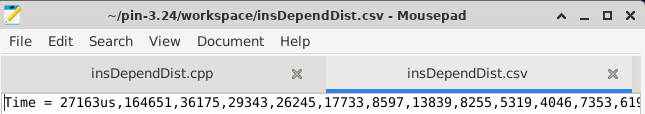 ~/pin-3.24/workspace/insDependDist.csv - Mousepad
File Edit Search View Document Help
insDependDist.cpp insDependDist.csv
Time = 27163us,164651,36175,29343,26245,17733,8597,13839,8255,5319,4046,7353,619